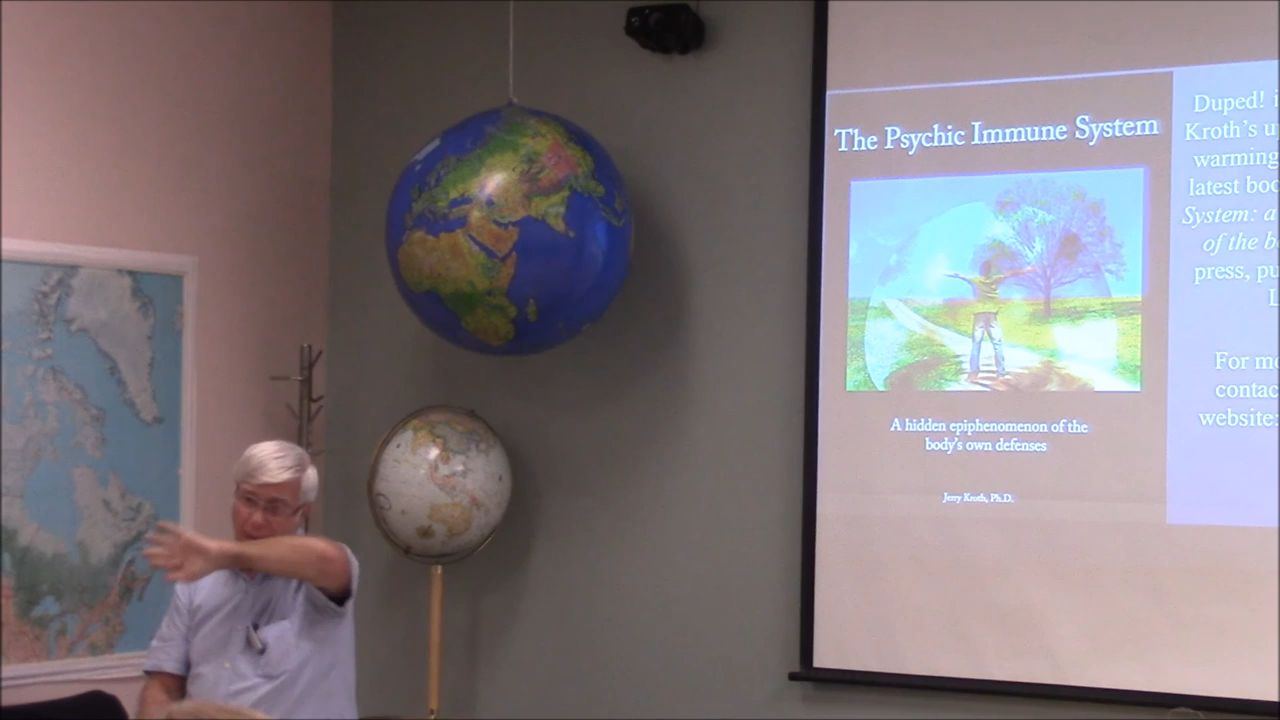 The Psychic Immune System
A hidden epiphenomenon of the
body's own defenses
Jerry Kroth, Ph.D.
Duped! i
Kroth's u
warming
latest boo
System: a
of the b
press, pu
L
For mo
contac
website: